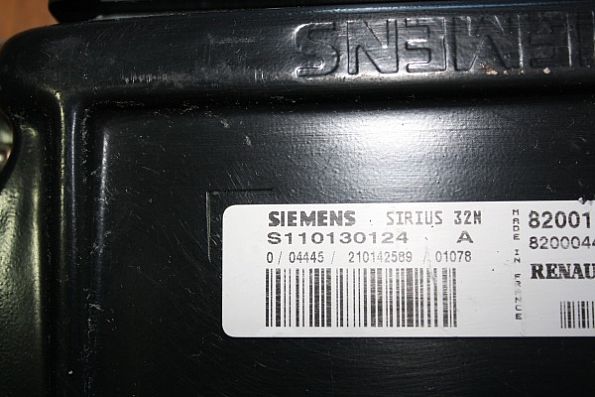 SIEMENS
SIEMENS SIRIUS 32N
S110130124 A
0 / 04445 / 210142589 / 01078
MADE IN FRANCE
82001
8200044
RENAU